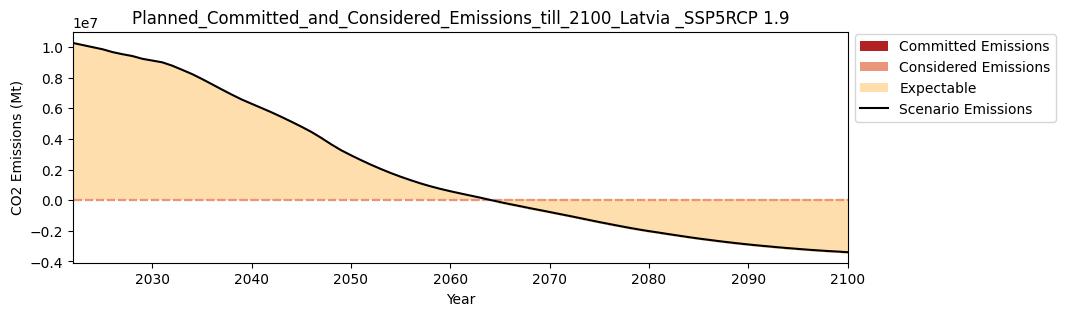 Planned_Committed_and_Considered_Emissions_till_2100_Latvia _SSP5RCP 1.9
1e7
1.0
0.8
0.6
0.4
0.2
0.0
−0.2
−0.4
CO2 Emissions (Mt)
2030 2040 2050 2060 2070 2080 2090 2100
Year
Committed Emissions
Considered Emissions
Expectable
Scenario Emissions